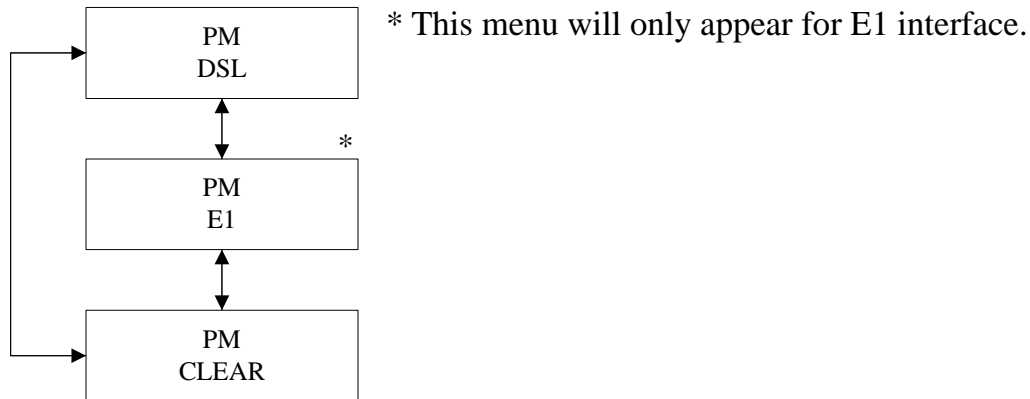 PM
DSL
* This menu will only appear for E1 interface.
*
PM
E1
PM
CLEAR